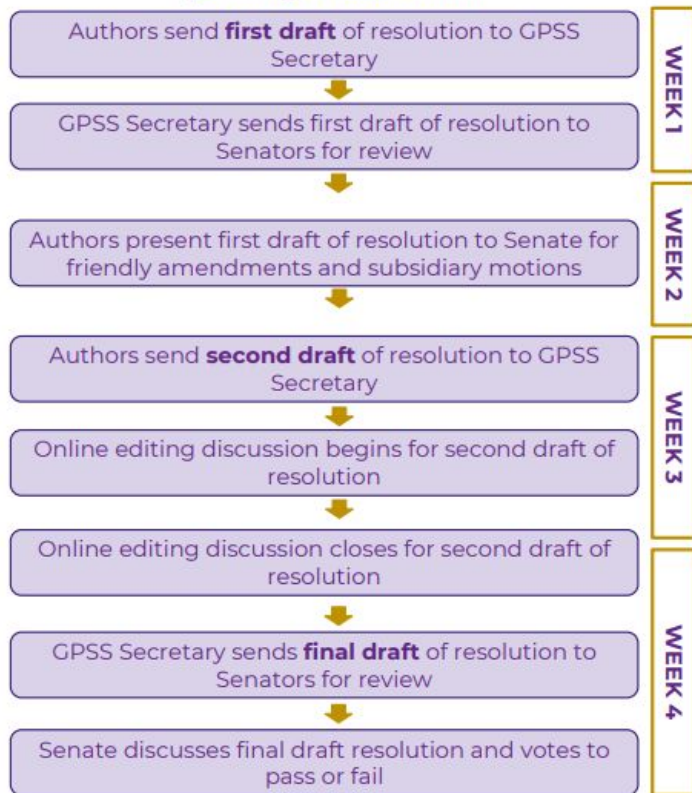 Authors send first draft of resolution to GPSS
Secretary
GPSS Secretary sends first draft of resolution to
Senators for review
WEEK 1
Authors present first draft of resolution to Senate for
friendly amendments and subsidiary motions
WEEK 2
Authors send second draft of resolution to GPSS
Secretary
Online editing discussion begins for second draft of
resolution
WEEK 3
Online editing discussion closes for second draft of
resolution
GPSS Secretary sends final draft of resolution to
Senators for review
Senate discusses final draft resolution and votes to
pass or fail
WEEK 4